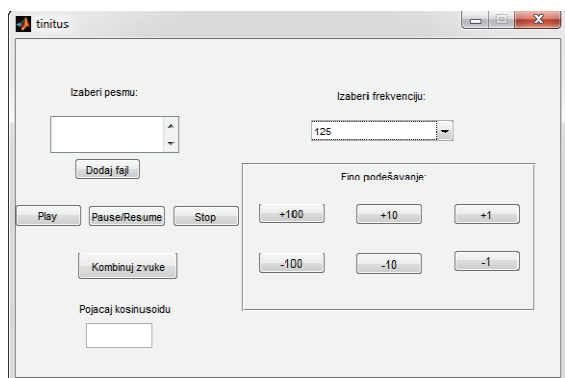 tinitus
Izaberi pesmu:
Izaberi frekvenciju:
125
Dodaj fajl
Fino podešavanje:
Play Pause/Resume Stop
+100 +10 +1
Kombinuj zvuke
-100 -10 -1
Pojacaj kosinusoidu